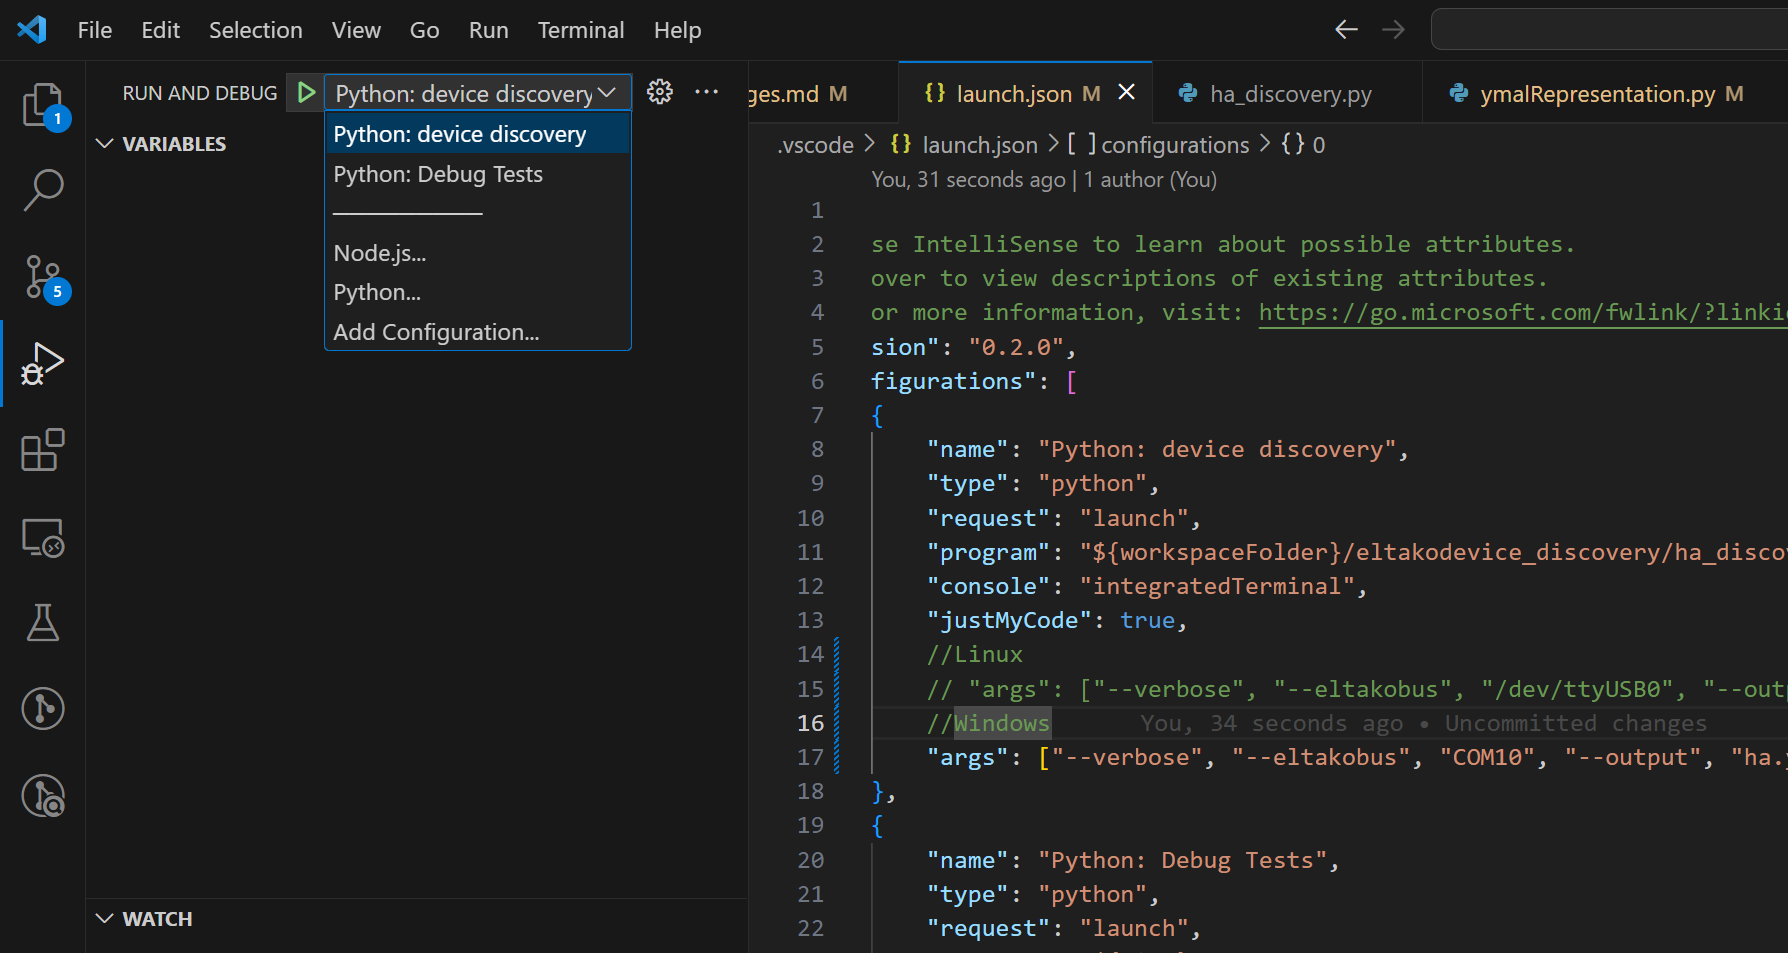 File Edit Selection View Go Run Terminal Help
RUN AND DEBUG Python: device discovery
Python: device discovery
Python: Debug Tests
Node.js...
Python...
Add Configuration...
VARIABLES
WATCH
1
5
ges.md M {} launch.json M ha_discovery.py ymalRepresentation.py M
.vscode > {} launch.json > [ ] configurations > {} 0
You, 31 seconds ago | 1 author (You)
1
2 se IntelliSense to learn about possible attributes.
3 over to view descriptions of existing attributes.
4 or more information, visit: https://go.microsoft.com/fwlink/?linki
5 sion": "0.2.0",
6 figurations": [
7 {
8 "name": "Python: device discovery",
9 "type": "python",
10 "request": "launch",
11 "program": "${workspaceFolder}/eltakodevice_discovery/ha_disco
12 "console": "integratedTerminal",
13 "justMyCode": true,
14 //Linux
15 // "args": ["--verbose", "--eltakobus", "/dev/ttyUSB0", "--out
16 //Windows You, 34 seconds ago • Uncommitted changes
17 "args": ["--verbose", "--eltakobus", "COM10", "--output", "ha.
18 },
19 {
20 "name": "Python: Debug Tests",
21 "type": "python",
22 "request": "launch",